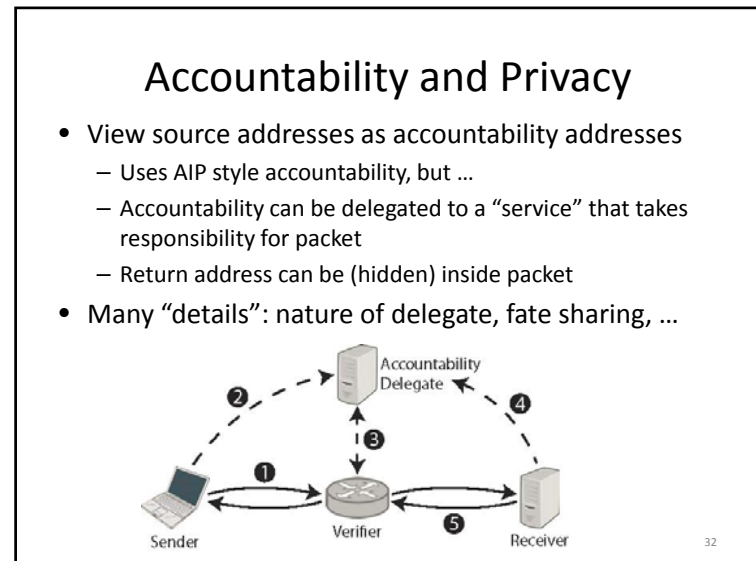 Accountability and Privacy
• View source addresses as accountability addresses
– Uses AIP style accountability, but …
– Accountability can be delegated to a “service” that takes
responsibility for packet
– Return address can be (hidden) inside packet
• Many “details”: nature of delegate, fate sharing, …
Accountability
Delegate
2
4
3
1
5
Sender
Verifier
Receiver
32